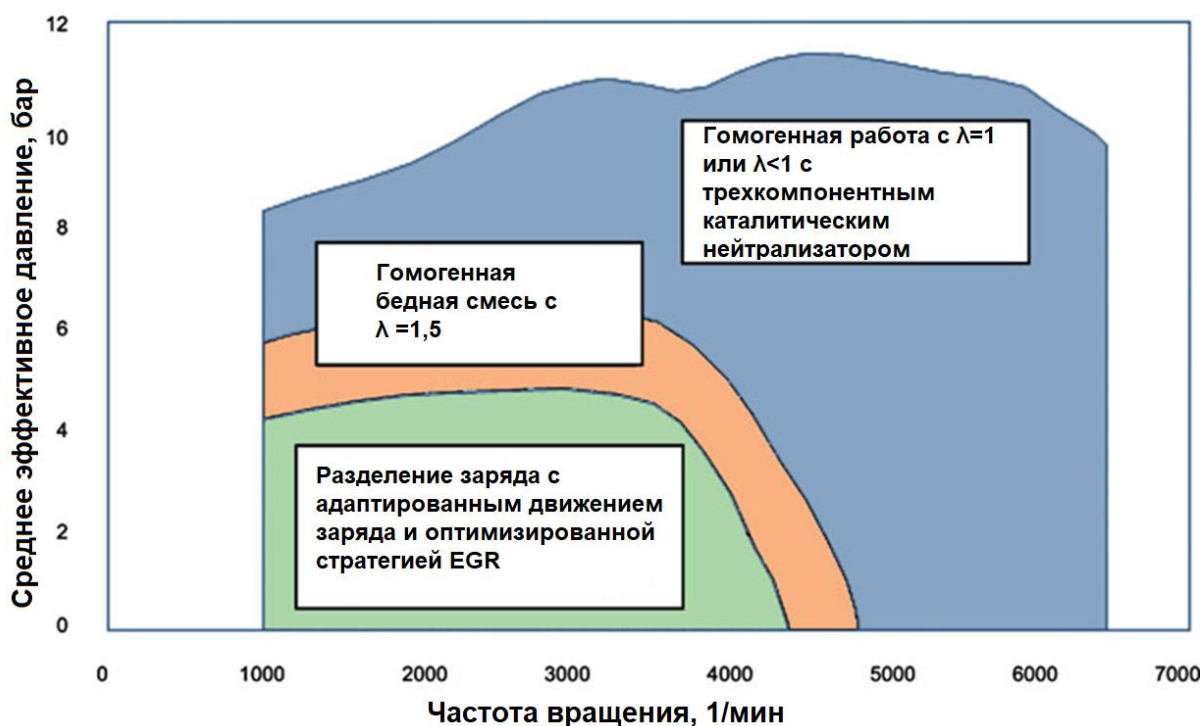 12
10
8
6
4
2
0
Среднее эффективное давление, бар
Гомогенная работа с λ=1
или λ<1 с
трехкомпонентным
каталитическим
нейтрализатором
Гомогенная
бедная смесь с
λ =1,5
Разделение заряда с
адаптированным движением
заряда и оптимизированной
стратегией EGR
0 1000 2000 3000 4000 5000 6000 7000
Частота вращения, 1/мин